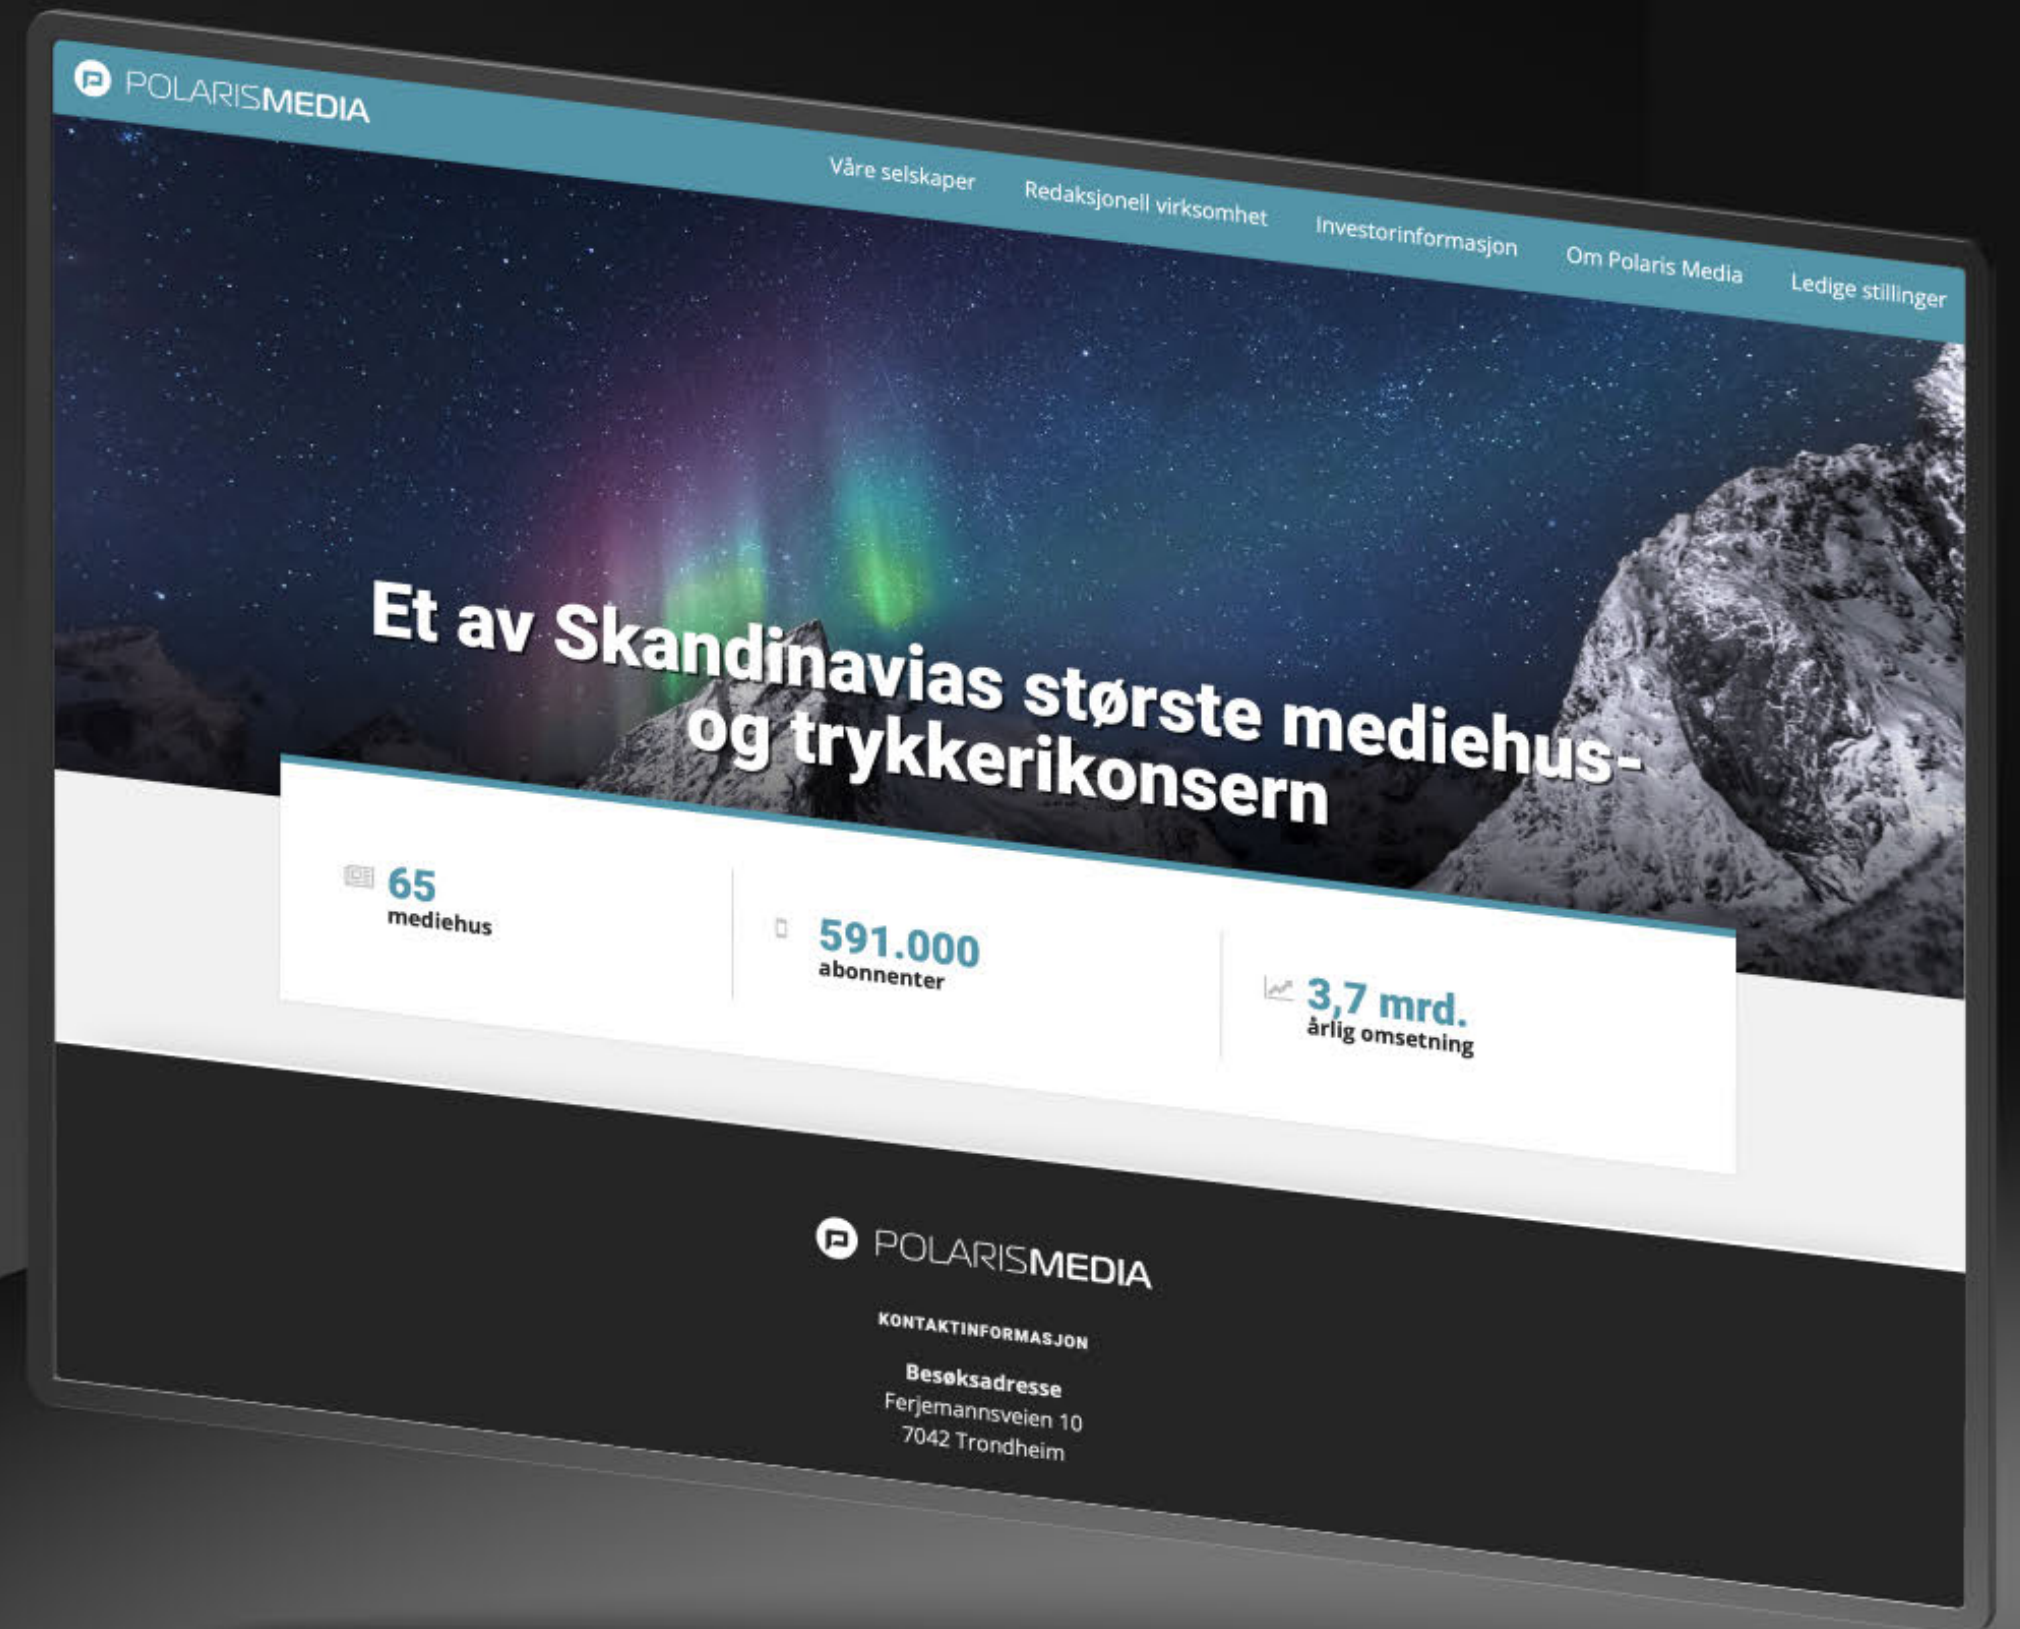 POLARISMEDIA
Våre selskaper
Redaksjonell virksomhet
Investorinformasjon
Om Polaris Media
Ledige stillinger
Et av Skandinavias største mediehus-
og trykkerikonsern
65
mediehus
591.000
abonnenter
3,7 mrd.
årlig omsetning
POLARISMEDIA
KONTAKTINFORMASJON
Besøksadresse
Ferjemannsveien 10
7042 Trondheim